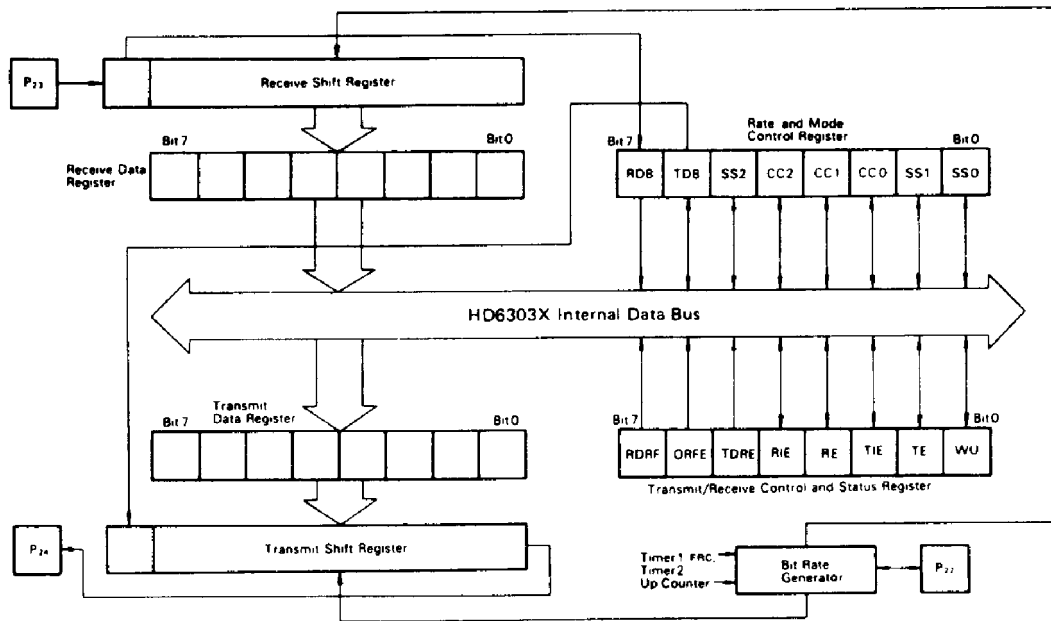 P23
Receive Shift Register
Rate and Mode
Control Register
Bit 7
Bit 0
Bit 7
Bit 0
Receive Data
Register
RD8
TD8
SS2
CC2
CC1
CC0
SS1
SS0
HD6303X Internal Data Bus
Transmit
Data Register
Bit 7
Bit 0
Bit 7
Bit 0
RDRF
ORFE
TDRE
RIE
RE
TIE
TE
WU
Transmit/Receive Control and Status Register
P24
Transmit Shift Register
Timer 1 FRC,
Timer 2
Up Counter
Bit Rate
Generator
P22